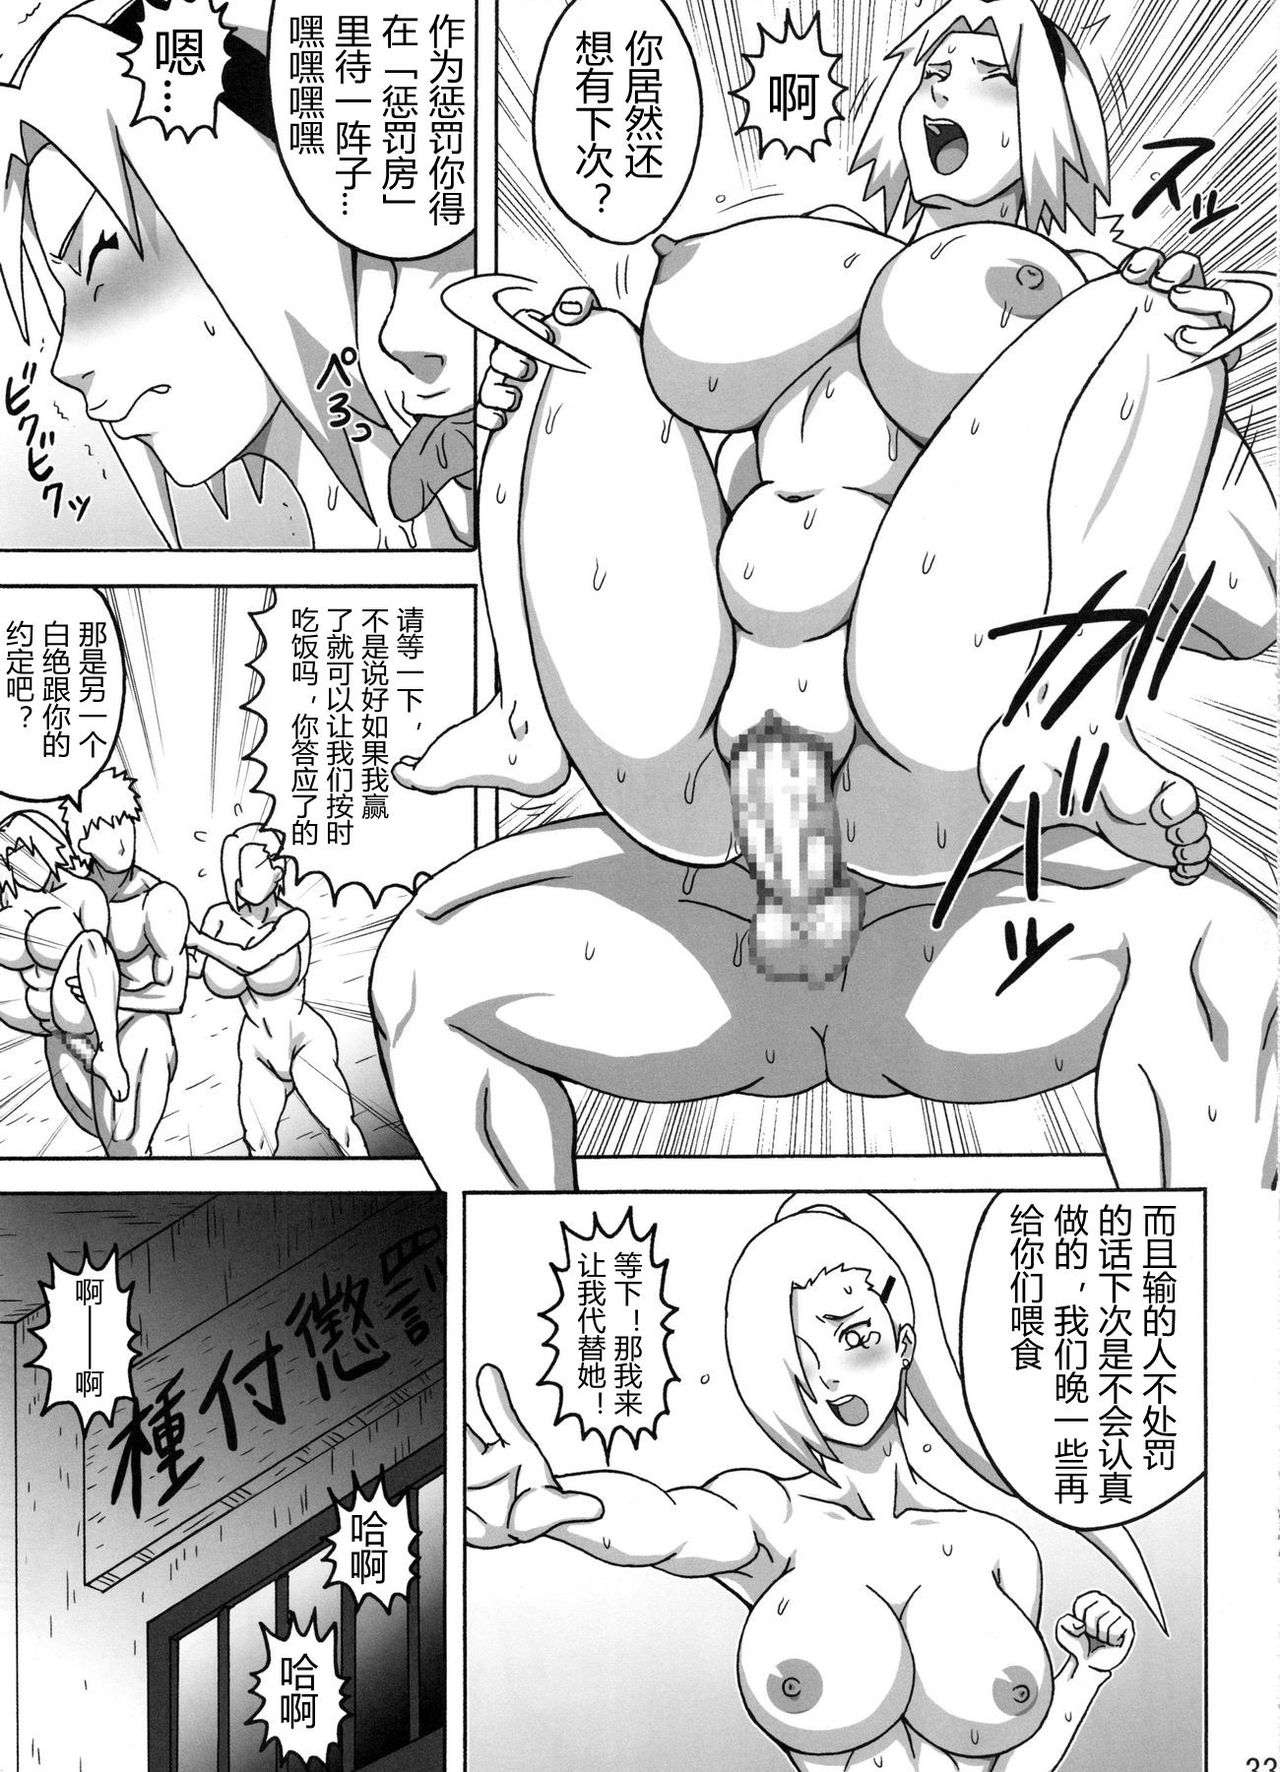 啊
你居然还
想有下次？
ズッ
ガッ
作为惩罚你得
在「惩罚房」
里待一阵子…
嘿嘿嘿嘿
嗯…
ペろっ
ビグビクッ
请等一下，
不是说好如果我赢
了就可以让我们按时
吃饭吗，你答应了的
那是另一个
白绝跟你的
约定吧？
而且输的人不处罚
的话下次是不会认真
做的，我们晚一些再
给你们喂食
等下！那我来
让我代替她！
種付懲罰
啊——啊
哈啊
哈啊
33